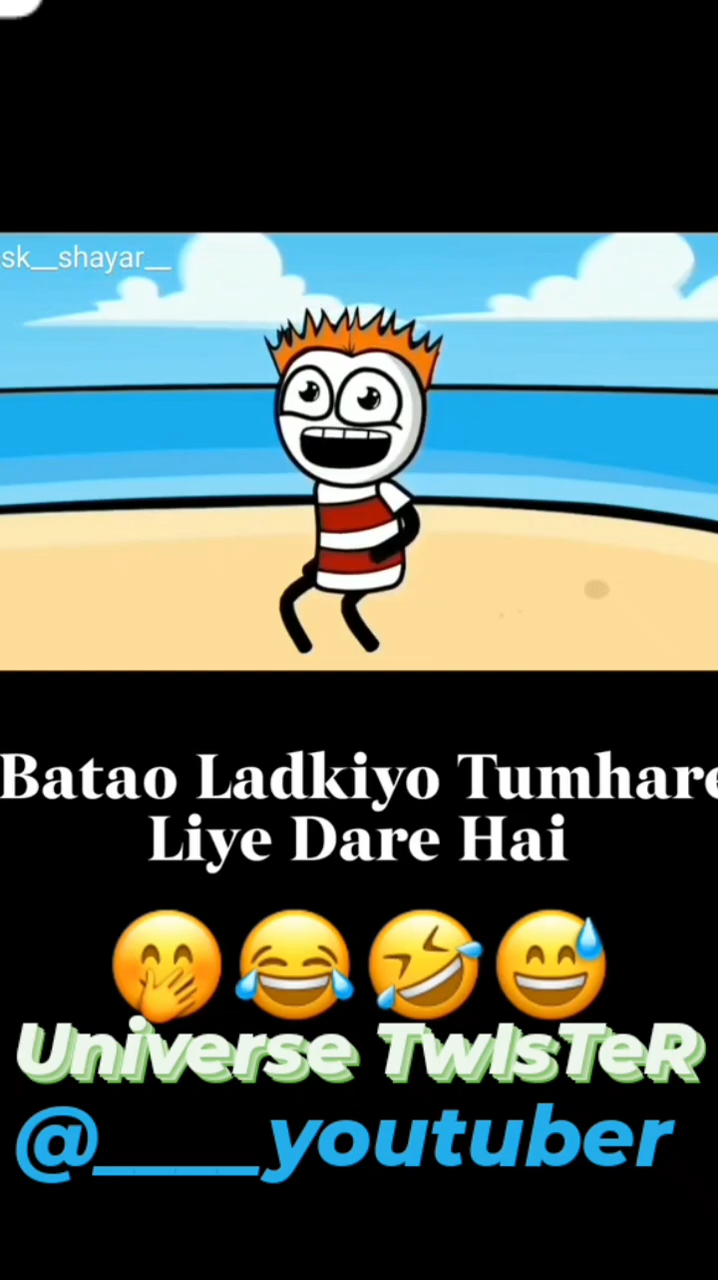 sk__shayar__
Batao Ladkiyo Tumhare
Liye Dare Hai
Universe TwIsTeR
@____youtuber